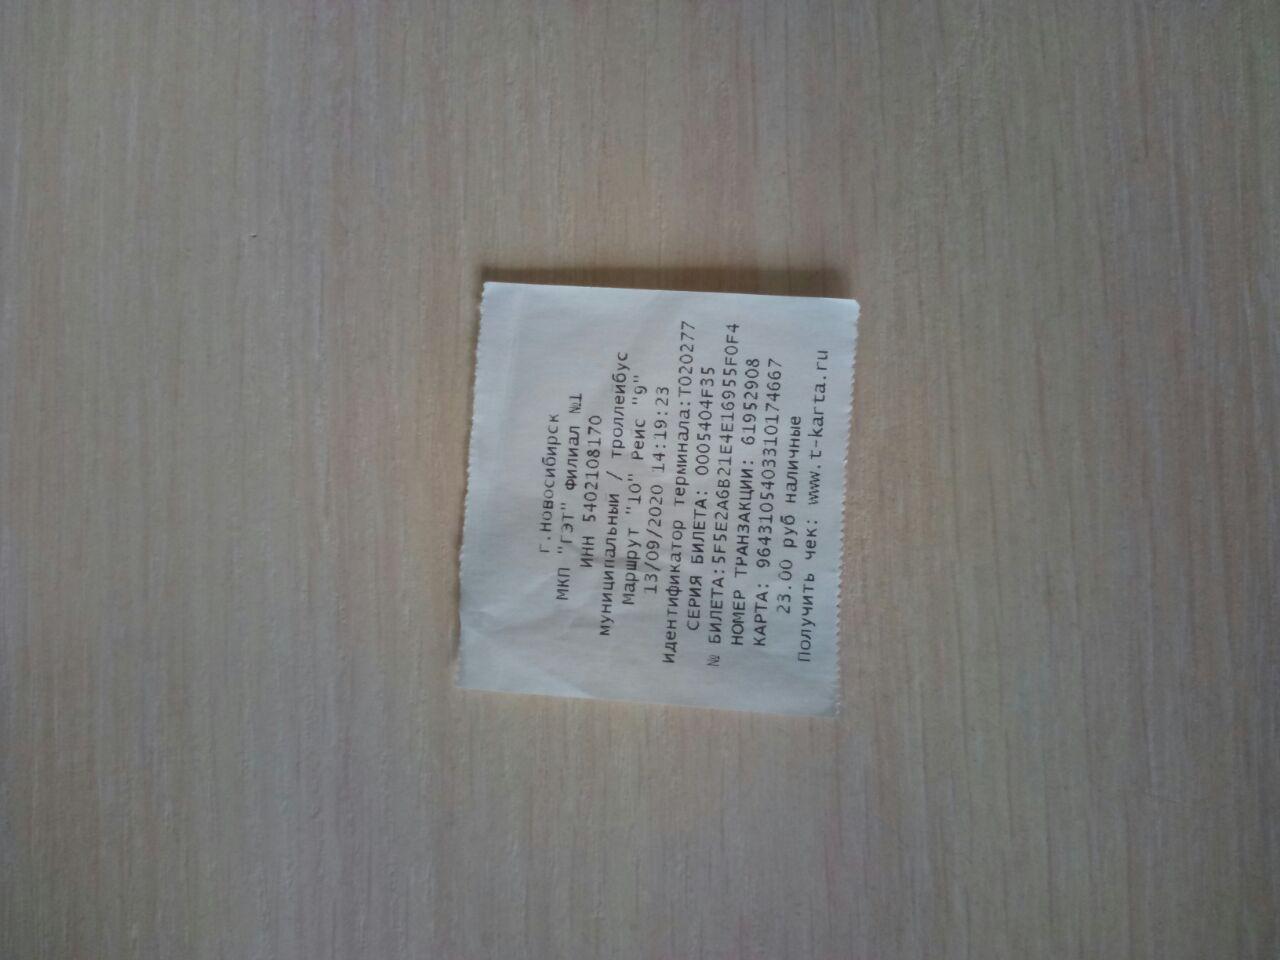 г.Новосибирск
МКП "ГЭТ" Филиал №1
ИНН 5402108170
муниципальный / троллейбус
Маршрут "10" Рейс "9"
13/09/2020 14:19:23
Идентификатор терминала:T020277
СЕРИЯ БИЛЕТА: 0005404F35
№ БИЛЕТА:5F5E2A6B21E4E16955F0F4
НОМЕР ТРАНЗАКЦИИ: 61952908
КАРТА: 9643105403310174667
23.00 руб наличные
Получить чек: www.t-karta.ru